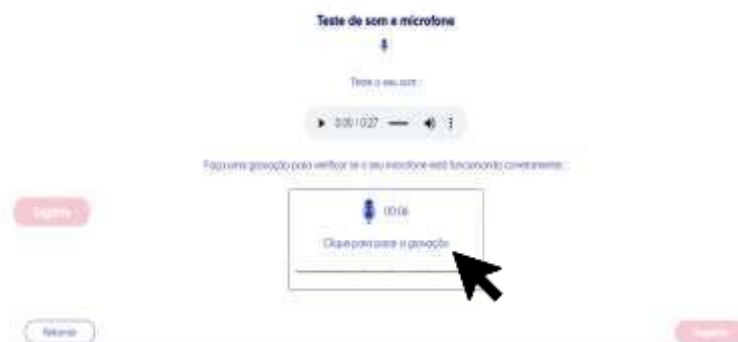 Teste de som e microfone
Teste o seu som :
0:00 / 0:27
Faça uma gravação para verificar se o seu microfone está funcionando corretamente :
00:06
Clique para parar a gravação
Sugeria
Retornar